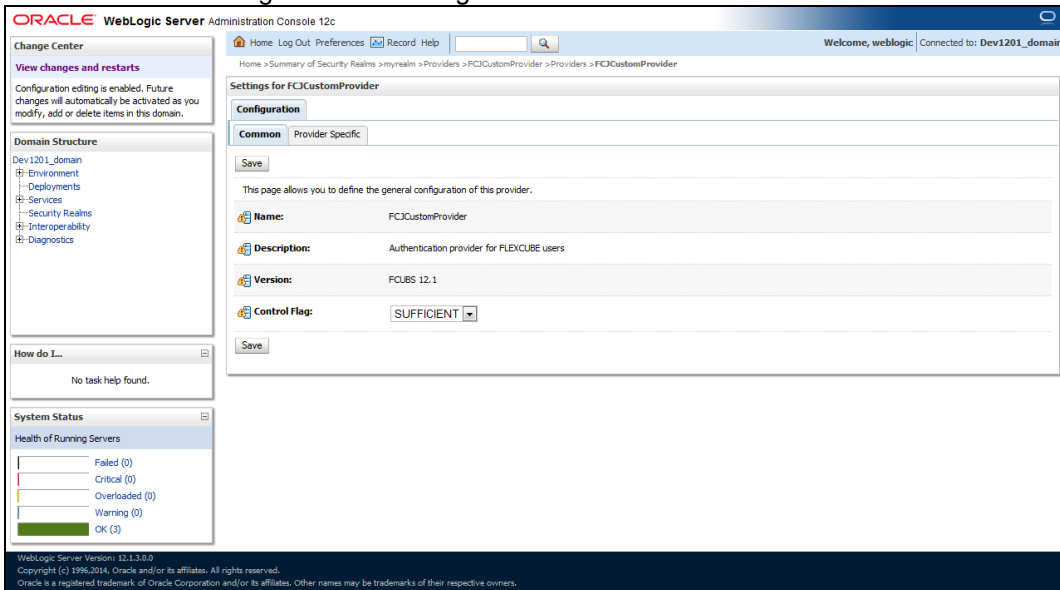 ORACLE WebLogic Server Administration Console 12c
Change Center
View changes and restarts
Configuration editing is enabled. Future
changes will automatically be activated as you
modify, add or delete items in this domain.
Domain Structure
Dev1201_domain
Environment
Deployments
Services
Security Realms
Interoperability
Diagnostics
How do I...
No task help found.
System Status
Health of Running Servers
Failed (0)
Critical (0)
Overloaded (0)
Warning (0)
OK (3)
Home Log Out Preferences Record Help
Welcome, weblogic Connected to: Dev1201_domain
Home >Summary of Security Realms >myrealm >Providers >FCJCustomProvider >Providers >FCJCustomProvider
Settings for FCJCustomProvider
Configuration
Common Provider Specific
Save
This page allows you to define the general configuration of this provider.
Name: FCJCustomProvider
Description: Authentication provider for FLEXCUBE users
Version: FCUBS 12.1
Control Flag: SUFFICIENT
Save
WebLogic Server Version: 12.1.3.0.0
Copyright (c) 1996,2014, Oracle and/or its affiliates. All rights reserved.
Oracle is a registered trademark of Oracle Corporation and/or its affiliates. Other names may be trademarks of their respective owners.